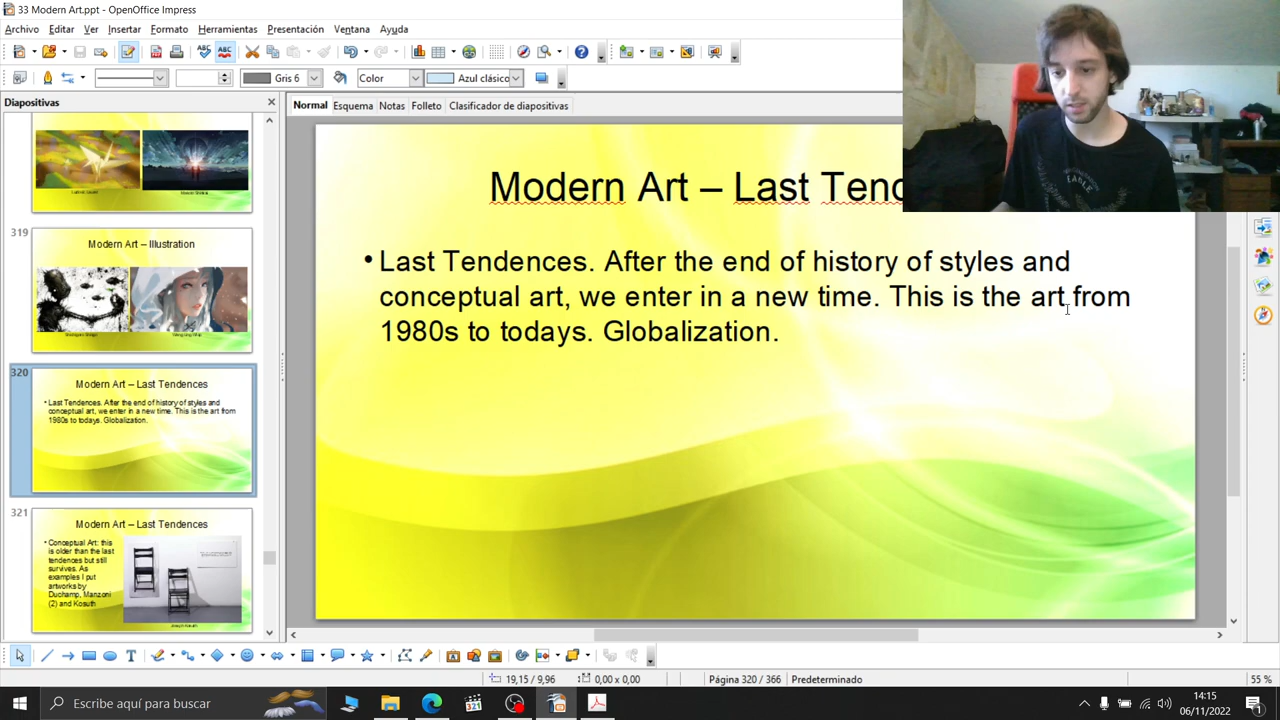 33 Modern Art.ppt - OpenOffice Impress
Archivo Editar Ver Insertar Formato Herramientas Presentación Ventana Ayuda
Gris 6 Color Azul clásico
Diapositivas
Normal Esquema Notas Folleto Clasificador de diapositivas
319
Modern Art – Illustration
320
Modern Art – Last Tendences
Last Tendences. After the end of history of styles and
conceptual art, we enter in a new time. This is the art from
1980s to todays. Globalization.
321
Modern Art – Last Tendences
• Conceptual Art: this
is older than the last
tendences but still
survives. As
examples I put
artworks by
Duchamp, Manzoni
(2) and Kosuth
Joseph Kosuth
Modern Art – Last Tend
• Last Tendences. After the end of history of styles and
conceptual art, we enter in a new time. This is the art from
1980s to todays. Globalization.
19,15 / 9,96 0,00 x 0,00 Página 320 / 366 Predeterminado 55 %
Escribe aquí para buscar
321
14:15
06/11/2022
1